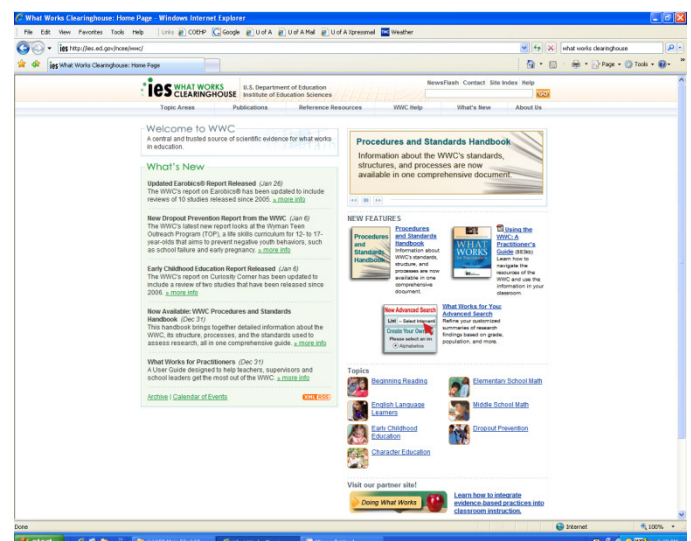 What Works Clearinghouse: Home Page - Windows Internet Explorer
File Edit View Favorites Tools Help Links COEHP Google U of A U of A Mail U of A Xpressmail Weather
http://ies.ed.gov/ncee/wwc/
what works clearinghouse
What Works Clearinghouse: Home Page
Page Tools
NewsFlash Contact Site Index Help
ies WHAT WORKS CLEARINGHOUSE
U.S. Department of Education
Institute of Education Sciences
Topic Areas Publications Reference Resources WWC Help What's New About Us
Welcome to WWC
A central and trusted source of scientific evidence for what works
in education.
What's New
Updated Earobics® Report Released (Jan 26)
The WWC's report on Earobics® has been updated to include
reviews of 10 studies released since 2005. » more info
New Dropout Prevention Report from the WWC (Jan 6)
The WWC's latest new report looks at the Wyman Teen
Outreach Program (TOP), a life skills curriculum for 12- to 17-
year-olds that aims to prevent negative youth behaviors, such
as school failure and early pregnancy. » more info
Early Childhood Education Report Released (Jan 6)
The WWC's report on Curiosity Corner has been updated to
include a review of two studies that have been released since
2006. » more info
Now Available: WWC Procedures and Standards
Handbook (Dec 31)
This handbook brings together detailed information about the
WWC, its structure, processes, and the standards used to
assess research, all in one comprehensive guide. » more info
What Works for Practitioners (Dec 31)
A User Guide designed to help teachers, supervisors and
school leaders get the most out of the WWC. » more info
Archive | Calendar of Events
XML RSS
Procedures and Standards Handbook
Information about the WWC's standards,
structures, and processes are now
available in one comprehensive document.
NEW FEATURES
Procedures
and
Standards
Handbook
Procedures
and Standards
Handbook
Information about
WWC's standards,
structure, and
processes are now
available in one
comprehensive
document.
WHAT
WORKS
Using the
WWC: A
Practitioner's
Guide
Learn how to
navigate the
resources of the
WWC and use the
information in your
classroom.
New Advanced Search
List -- Select Intervent
Create Your Own
Please select an int
Alphabetica
What Works for You:
Advanced Search
Refine your customized
summaries of research
findings based on grade,
population, and more.
Topics
Beginning Reading
Elementary School Math
English Language
Learners
Middle School Math
Early Childhood
Education
Dropout Prevention
Character Education
Visit our partner site!
Doing What Works
Learn how to integrate
evidence-based practices into
classroom instruction.
Done
Internet
100%
start